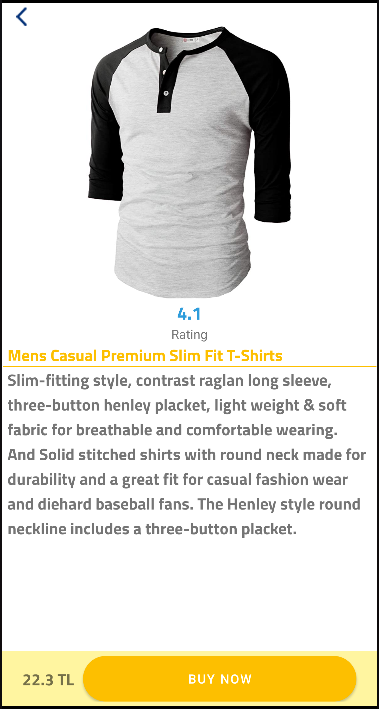 4.1
Rating
Mens Casual Premium Slim Fit T-Shirts
Slim-fitting style, contrast raglan long sleeve,
three-button henley placket, light weight & soft
fabric for breathable and comfortable wearing.
And Solid stitched shirts with round neck made for
durability and a great fit for casual fashion wear
and diehard baseball fans. The Henley style round
neckline includes a three-button placket.
22.3 TL
BUY NOW